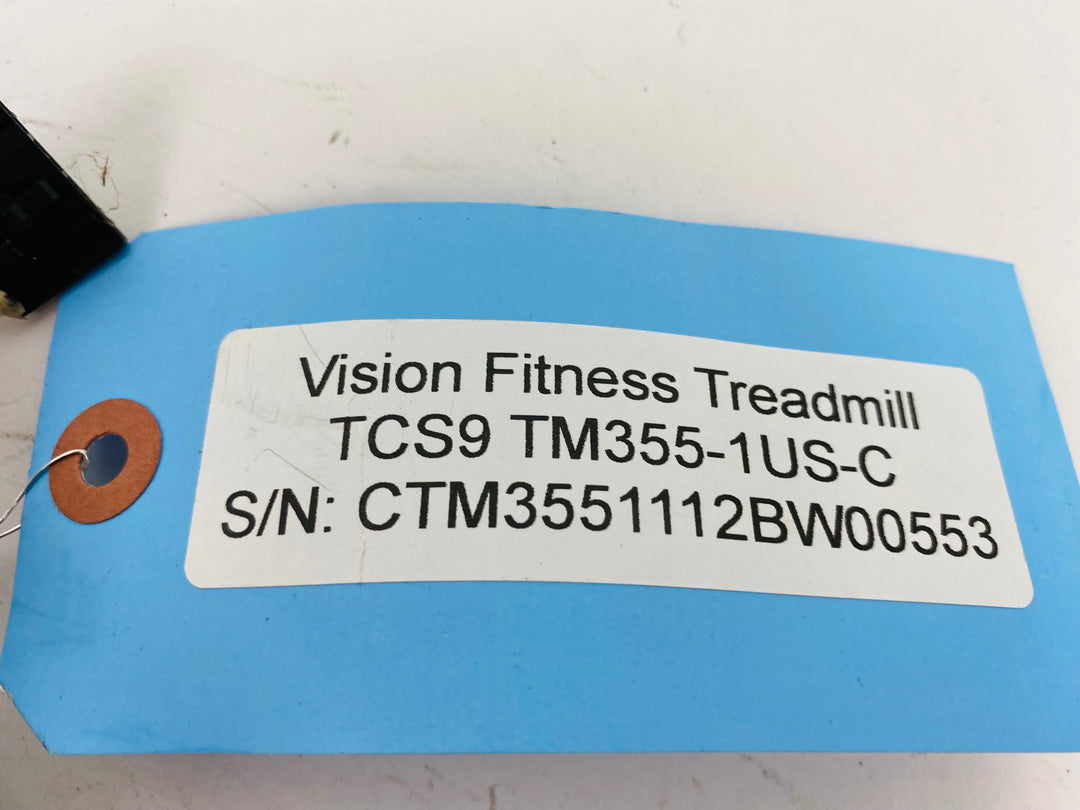 Vision Fitness Treadmill
TCS9 TM355-1US-C
S/N: CTM3551112BW00553